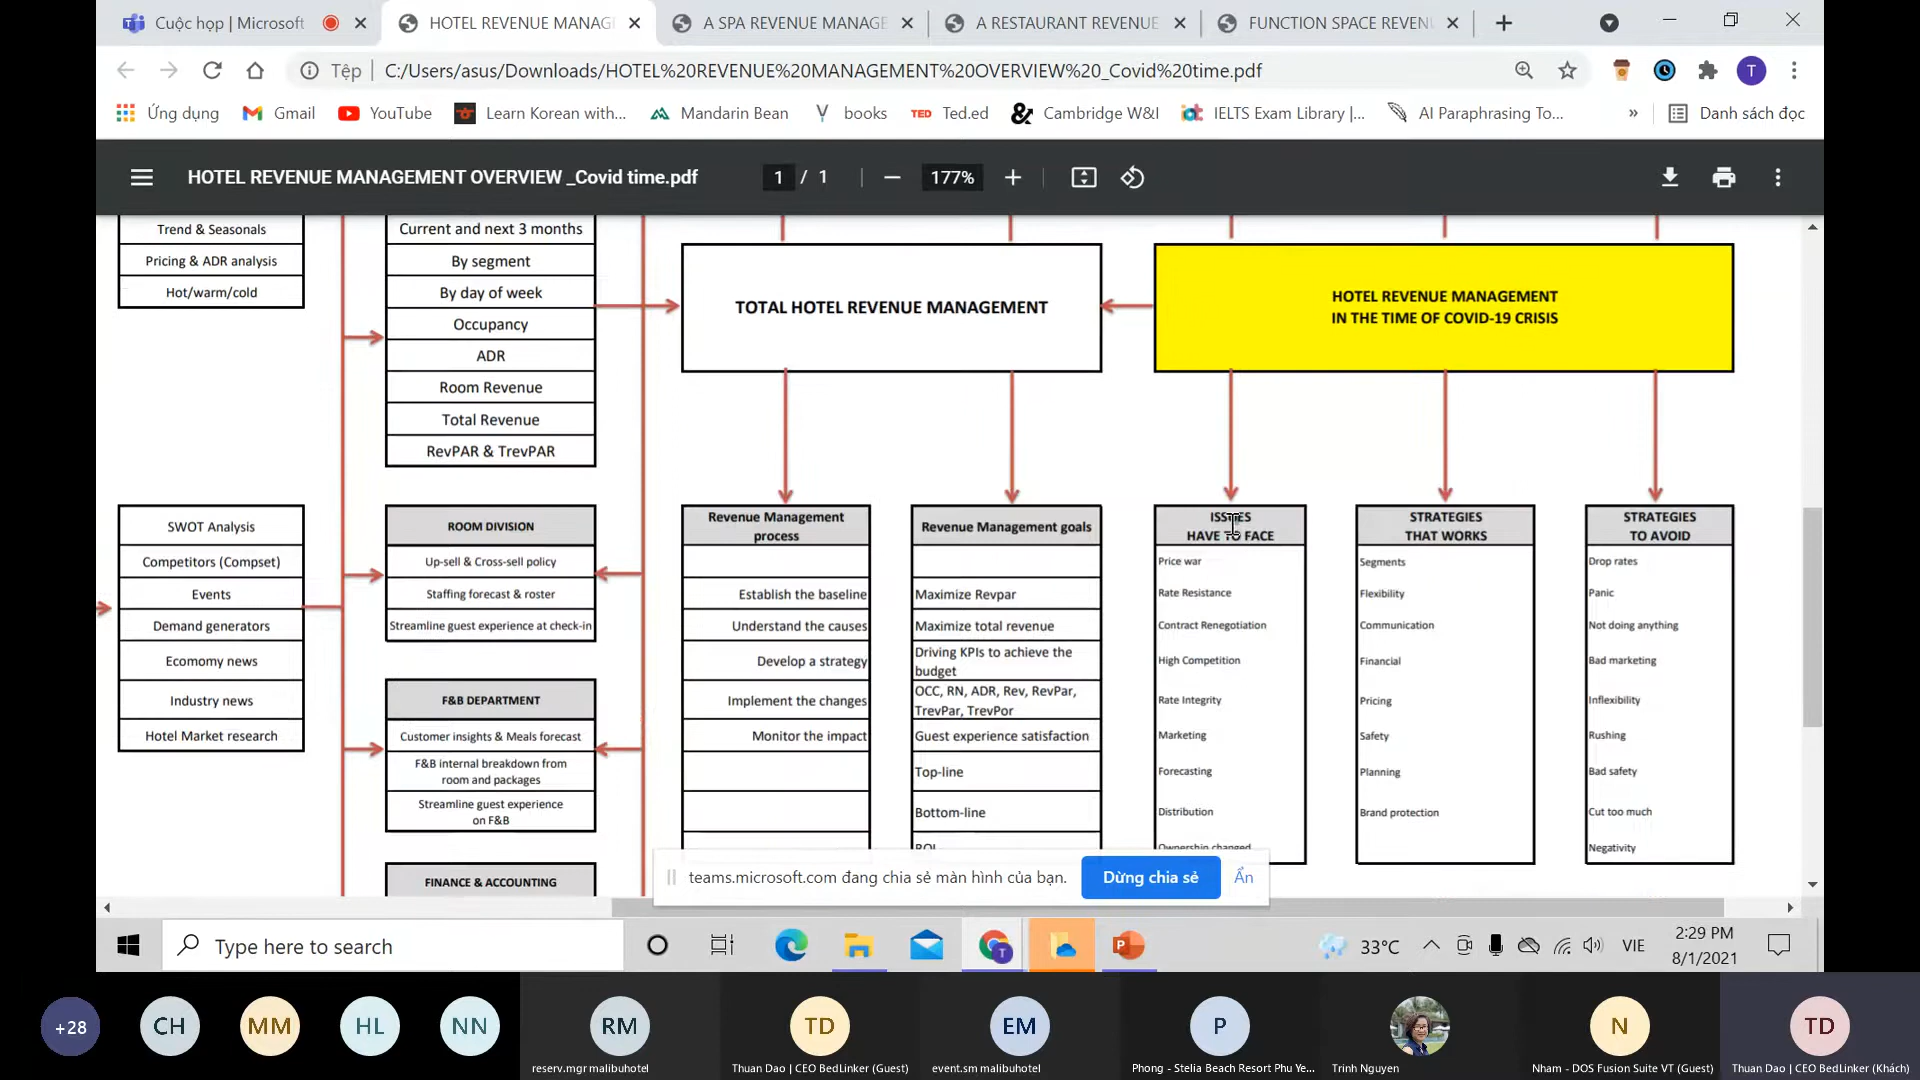 Cuộc họp | Microsoft
HOTEL REVENUE MANAG
A SPA REVENUE MANAGE
A RESTAURANT REVENUE
FUNCTION SPACE REVEN
Tệp
C:/Users/asus/Downloads/HOTEL%20REVENUE%20MANAGEMENT%20OVERVIEW%20_Covid%20time.pdf
T
Ứng dụng
Gmail
YouTube
Learn Korean with...
Mandarin Bean
books
TED Ted.ed
Cambridge W&I
IELTS Exam Library |...
AI Paraphrasing To...
»
Danh sách đọc
HOTEL REVENUE MANAGEMENT OVERVIEW _Covid time.pdf
1 / 1
177%
Trend & Seasonals
Pricing & ADR analysis
Hot/warm/cold
Current and next 3 months
By segment
By day of week
Occupancy
ADR
Room Revenue
Total Revenue
RevPAR & TrevPAR
TOTAL HOTEL REVENUE MANAGEMENT
HOTEL REVENUE MANAGEMENT
IN THE TIME OF COVID-19 CRISIS
SWOT Analysis
Competitors (Compset)
Events
Demand generators
Ecomomy news
Industry news
Hotel Market research
ROOM DIVISION
Up-sell & Cross-sell policy
Staffing forecast & roster
Streamline guest experience at check-in
F&B DEPARTMENT
Customer insights & Meals forecast
F&B internal breakdown from
room and packages
Streamline guest experience
on F&B
FINANCE & ACCOUNTING
Revenue Management
process
Establish the baseline
Understand the causes
Develop a strategy
Implement the changes
Monitor the impact
Revenue Management goals
Maximize Revpar
Maximize total revenue
Driving KPIs to achieve the
budget
OCC, RN, ADR, Rev, RevPar,
TrevPar, TrevPor
Guest experience satisfaction
Top-line
Bottom-line
ROI
ISSUES
HAVE TO FACE
Price war
Rate Resistance
Contract Renegotiation
High Competition
Rate Integrity
Marketing
Forecasting
Distribution
Ownership changed
STRATEGIES
THAT WORKS
Segments
Flexibility
Communication
Financial
Pricing
Safety
Planning
Brand protection
STRATEGIES
TO AVOID
Drop rates
Panic
Not doing anything
Bad marketing
Inflexibility
Rushing
Bad safety
Cut too much
Negativity
teams.microsoft.com đang chia sẻ màn hình của bạn.
Dừng chia sẻ
Ẩn
Type here to search
33°C
VIE
2:29 PM
8/1/2021
+28
CH
MM
HL
NN
RM
reserv.mgr malibuhotel
TD
Thuan Dao | CEO BedLinker (Guest)
EM
event.sm malibuhotel
P
Phong - Stelia Beach Resort Phu Ye...
Trinh Nguyen
N
Nham - DOS Fusion Suite VT (Guest)
TD
Thuan Dao | CEO BedLinker (Khách)